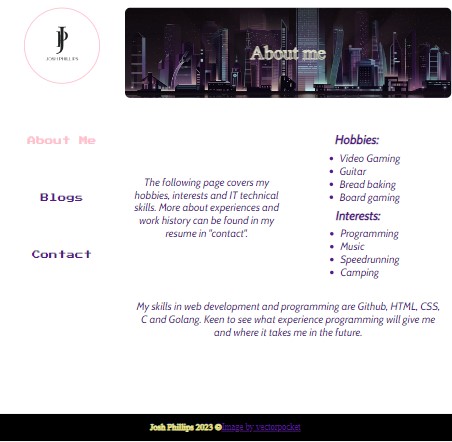 JP
JOSH PHILLIPS
About me
About Me
Blogs
Contact
The following page covers my
hobbies, interests and IT technical
skills. More about experiences and
work history can be found in my
resume in "contact".
Hobbies:
Video Gaming
Guitar
Bread baking
Board gaming
Interests:
Programming
Music
Speedrunning
Camping
My skills in web development and programming are Github, HTML, CSS,
C and Golang. Keen to see what experience programming will give me
and where it takes me in the future.
Josh Phillips 2023 ©Image by vectorpocket